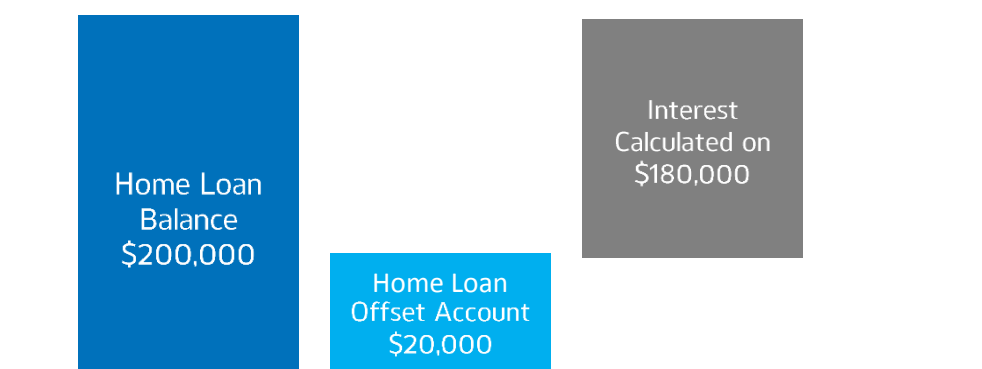 Home Loan
Balance
$200,000
Home Loan
Offset Account
$20,000
Interest
Calculated on
$180,000